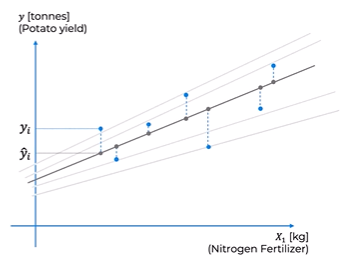 y [tonnes]
(Potato yield)
yᵢ
ŷᵢ
X₁ [kg]
(Nitrogen Fertilizer)